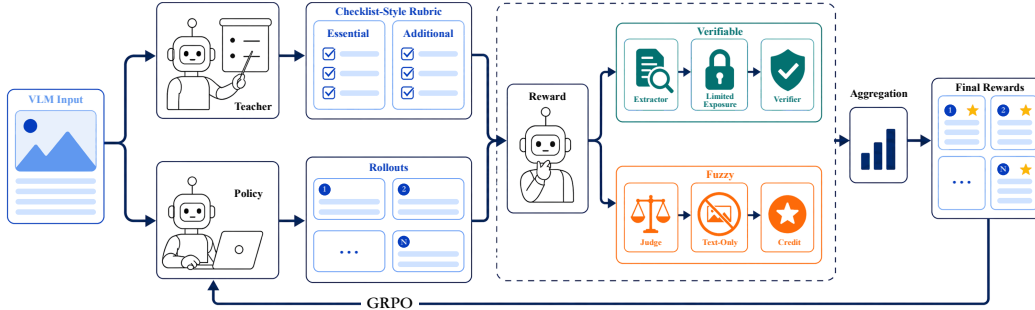 VLM Input
Teacher
Checklist-Style Rubric
Essential
Additional
Policy
Rollouts
1
2
...
N
Reward
Verifiable
Extractor
Limited
Exposure
Verifier
Fuzzy
Judge
Text-Only
Credit
Aggregation
Final Rewards
1
2
...
N
GRPO